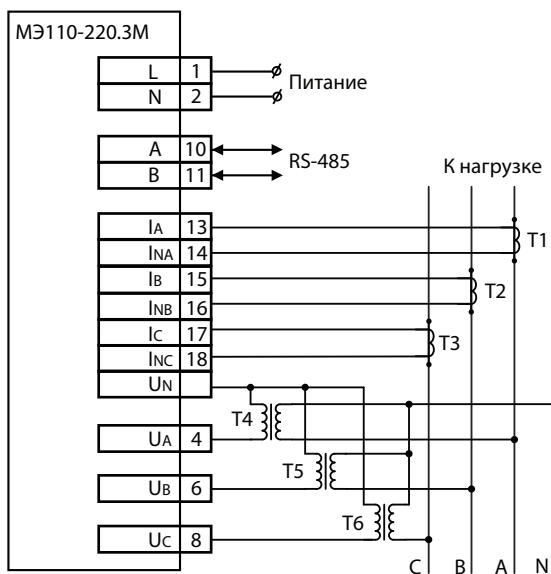 МЭ110-220.3М
L 1
N 2
Питание
A 10
B 11
RS-485
К нагрузке
IA 13
INA 14
IB 15
INB 16
IC 17
INC 18
UN
UA 4
UB 6
UC 8
T1
T2
T3
T4
T5
T6
C B A N